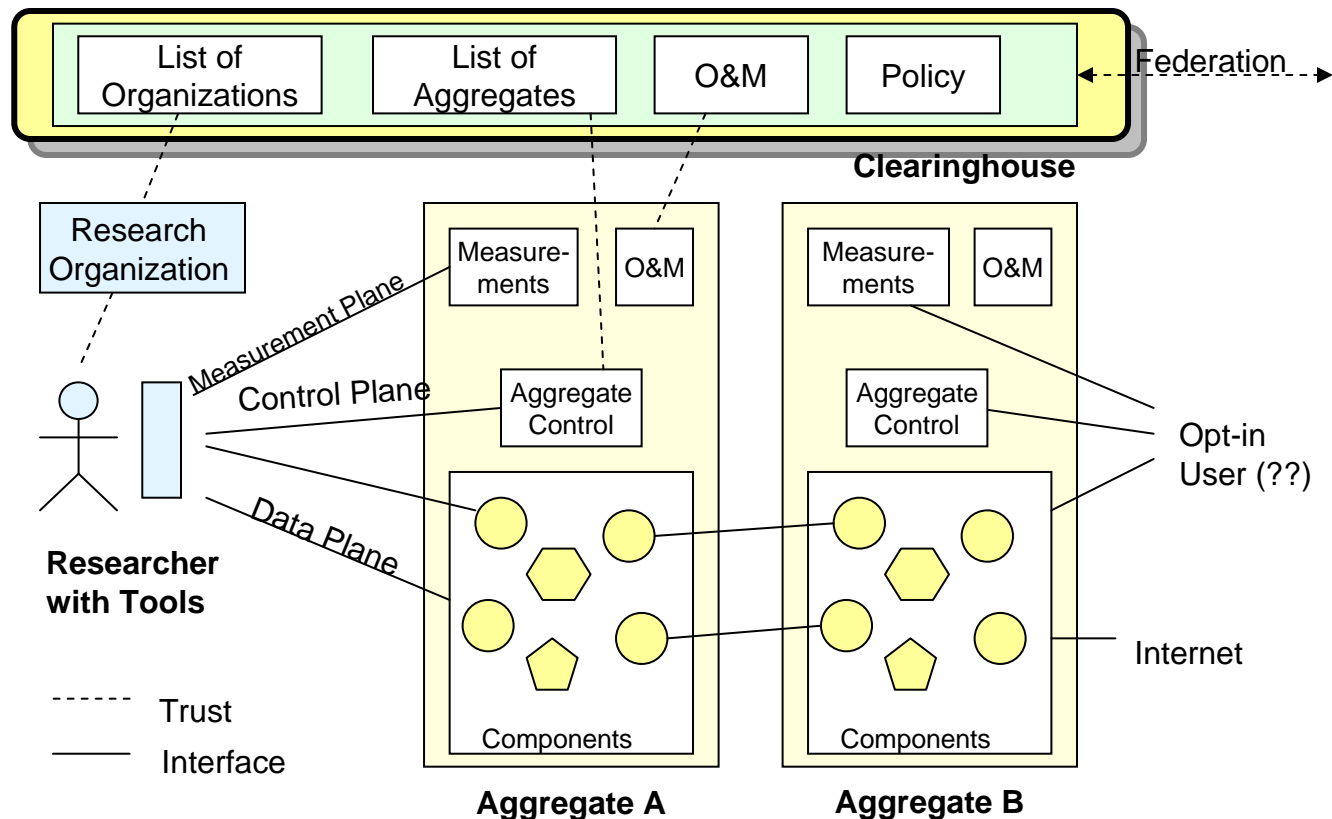 List of
Organizations
List of
Aggregates
O&M
Policy
Federation
Clearinghouse
Research
Organization
Measure-
ments
O&M
Measure-
ments
O&M
Measurement Plane
Control Plane
Aggregate
Control
Aggregate
Control
Opt-in
User (??)
Data Plane
Researcher
with Tools
Internet
Trust
Interface
Components
Components
Aggregate A
Aggregate B